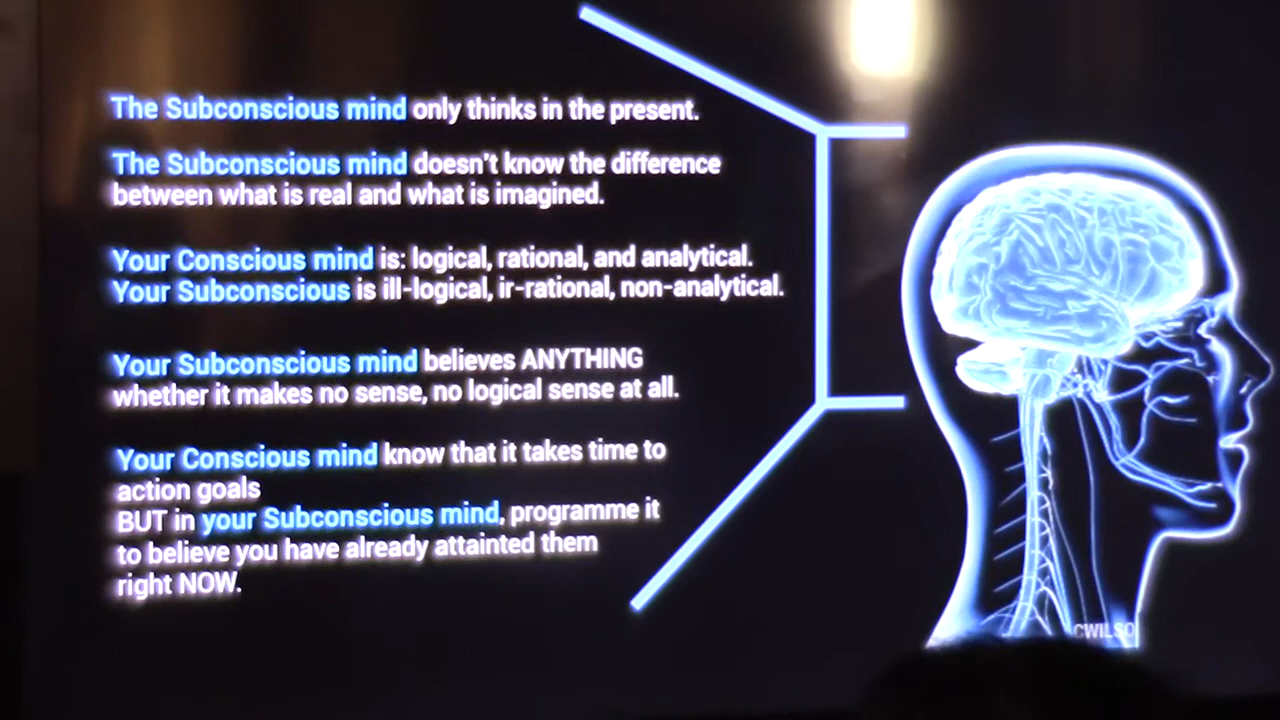 The Subconscious mind only thinks in the present.
The Subconscious mind doesn't know the difference
between what is real and what is imagined.
Your Conscious mind is: logical, rational, and analytical.
Your Subconscious is ill-logical, ir-rational, non-analytical.
Your Subconscious mind believes ANYTHING
whether it makes no sense, no logical sense at all.
Your Conscious mind know that it takes time to
action goals
BUT in your Subconscious mind, programme it
to believe you have already attainted them
right NOW.
CWILSO